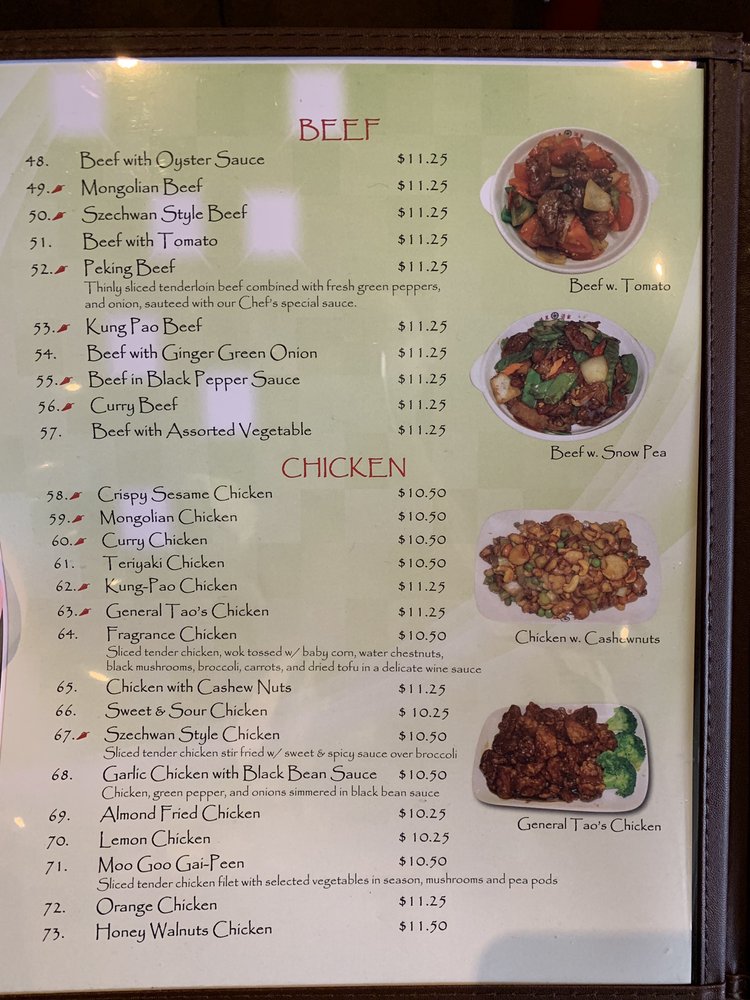 BEEF
48. Beef with Oyster Sauce $11.25
49. Mongolian Beef $11.25
50. Szechwan Style Beef $11.25
51. Beef with Tomato $11.25
52. Peking Beef $11.25
Thinly sliced tenderloin beef combined with fresh green peppers,
and onion, sauteed with our Chef's special sauce.
53. Kung Pao Beef $11.25
54. Beef with Ginger Green Onion $11.25
55. Beef in Black Pepper Sauce $11.25
56. Curry Beef $11.25
57. Beef with Assorted Vegetable $11.25
Beef w. Tomato
Beef w. Snow Pea
CHICKEN
58. Crispy Sesame Chicken $10.50
59. Mongolian Chicken $10.50
60. Curry Chicken $10.50
61. Teriyaki Chicken $10.50
62. Kung-Pao Chicken $11.25
63. General Tao's Chicken $11.25
64. Fragrance Chicken $10.50
Sliced tender chicken, wok tossed w/ baby corn, water chestnuts,
black mushrooms, broccoli, carrots, and dried tofu in a delicate wine sauce
65. Chicken with Cashew Nuts $11.25
66. Sweet & Sour Chicken $ 10.25
67. Szechwan Style Chicken $10.50
Sliced tender chicken stir fried w/ sweet & spicy sauce over broccoli
68. Garlic Chicken with Black Bean Sauce $10.50
Chicken, green pepper, and onions simmered in black bean sauce
69. Almond Fried Chicken $10.25
70. Lemon Chicken $ 10.25
71. Moo Goo Gai-Peen $10.50
Sliced tender chicken filet with selected vegetables in season, mushrooms and pea pods
72. Orange Chicken $11.25
73. Honey Walnuts Chicken $11.50
Chicken w. Cashewnuts
General Tao's Chicken